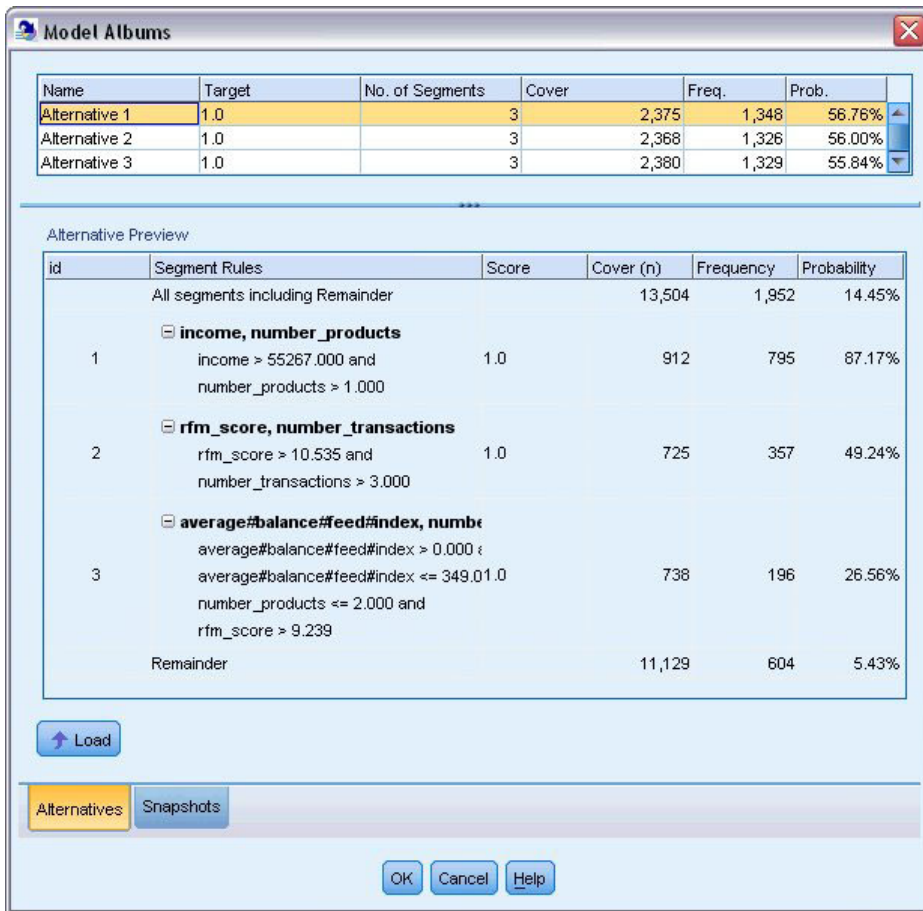 Model Albums
Name Target No. of Segments Cover Freq. Prob.
Alternative 1 1.0 3 2,375 1,348 56.76%
Alternative 2 1.0 3 2,368 1,326 56.00%
Alternative 3 1.0 3 2,380 1,329 55.84%
Alternative Preview
id Segment Rules Score Cover (n) Frequency Probability
All segments including Remainder 13,504 1,952 14.45%
income, number_products
income > 55267.000 and
1 1.0 912 795 87.17%
number_products > 1.000
rfm_score, number_transactions
rfm_score > 10.535 and
2 1.0 725 357 49.24%
number_transactions > 3.000
average#balance#feed#index, numbe
average#balance#feed#index > 0.000
average#balance#feed#index <= 349.0
3 1.0 738 196 26.56%
number_products <= 2.000 and
rfm_score > 9.239
Remainder 11,129 604 5.43%
Load
Alternatives Snapshots
OK Cancel Help